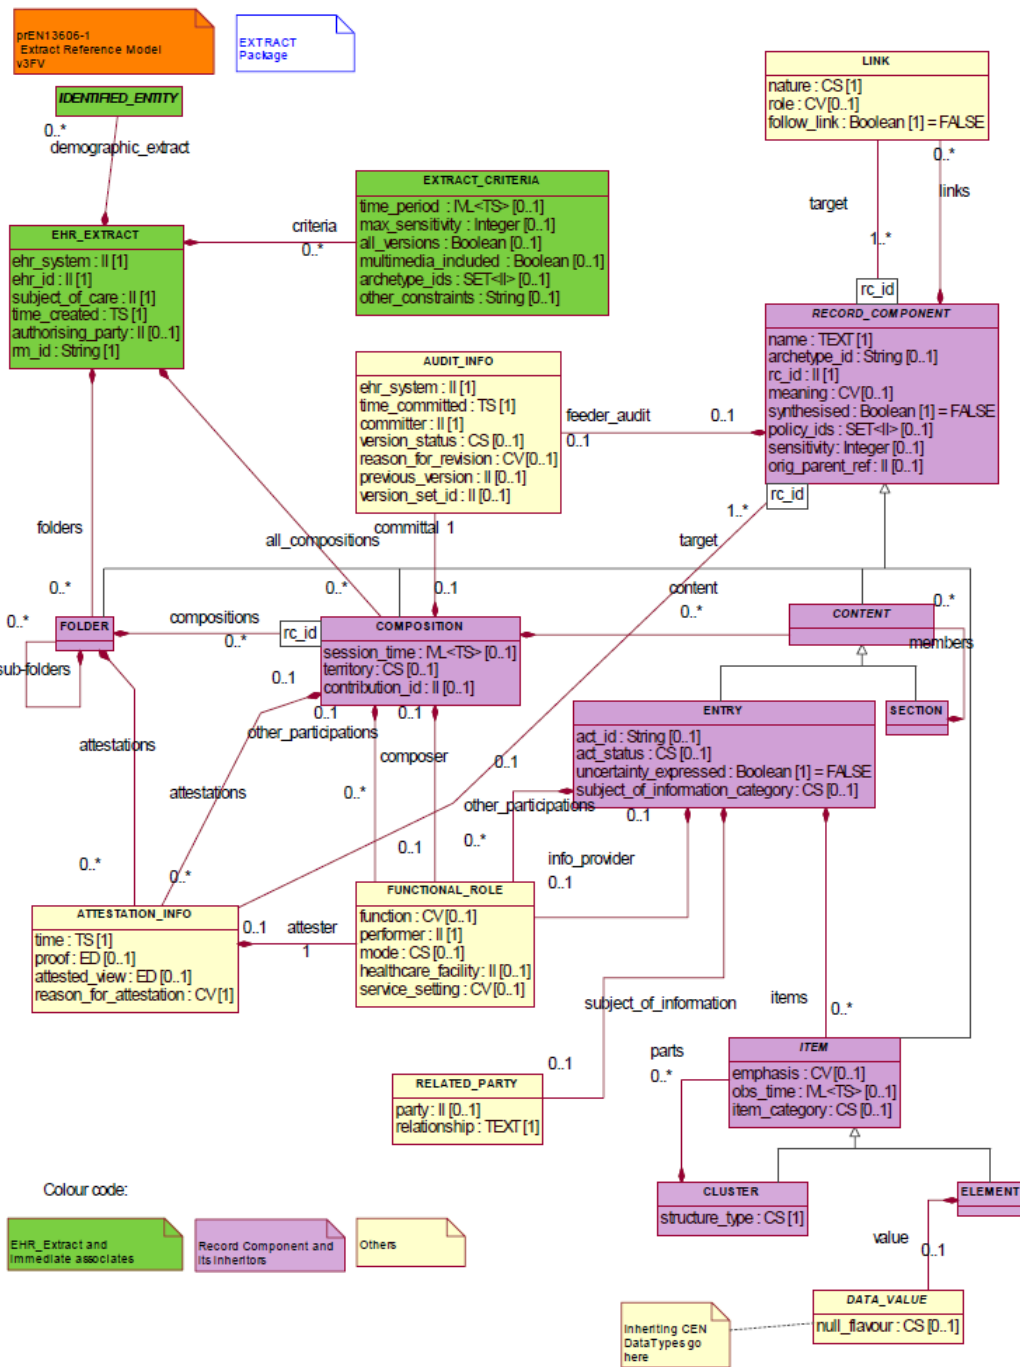 prEN13606-1
Extract Reference Model
v3FV
EXTRACT
Package
IDENTIFIED_ENTITY
0..*
demographic_extract
LINK
nature : CS [1]
role : CV[0..1]
follow_link : Boolean [1] = FALSE
0..*
links
target
1..*
rc_id
EXTRACT_CRITERIA
time_period : IVL<TS> [0..1]
max_sensitivity : Integer [0..1]
all_versions : Boolean [0..1]
multimedia_included : Boolean [0..1]
archetype_ids : SET<II> [0..1]
other_constraints : String [0..1]
criteria
0..*
EHR_EXTRACT
ehr_system : II [1]
ehr_id : II [1]
subject_of_care : II [1]
time_created : TS [1]
authorising_party : II [0..1]
rm_id : String [1]
RECORD_COMPONENT
name : TEXT [1]
archetype_id : String [0..1]
rc_id : II [1]
meaning : CV[0..1]
synthesised : Boolean [1] = FALSE
policy_ids : SET<II> [0..1]
sensitivity : Integer [0..1]
orig_parent_ref : II [0..1]
rc_id
1..*
AUDIT_INFO
ehr_system : II [1]
time_committed : TS [1]
committer : II [1]
version_status : CS [0..1]
reason_for_revision : CV[0..1]
previous_version : II [0..1]
version_set_id : II [0..1]
feeder_audit
0..1
0..1
folders
0..*
all_compositions
0..*
committal 1
0..1
target
content
0..*
0..*
FOLDER
0..*
sub-folders
compositions
0..*
rc_id
COMPOSITION
session_time : IVL<TS> [0..1]
territory : CS [0..1]
contribution_id : II [0..1]
CONTENT
members
SECTION
ENTRY
act_id : String [0..1]
act_status : CS [0..1]
uncertainty_expressed : Boolean [1] = FALSE
subject_of_information_category : CS [0..1]
0..1
0..1
0..1
other_participations
composer
0..1
attestations
attestations
0..*
other_participations
0..1
0..*
0..1
0..*
0..*
info_provider
0..1
ATTESTATION_INFO
time : TS [1]
proof : ED [0..1]
attested_view : ED [0..1]
reason_for_attestation : CV [1]
0..1
attester
1
FUNCTIONAL_ROLE
function : CV [0..1]
performer : II [1]
mode : CS [0..1]
healthcare_facility : II [0..1]
service_setting : CV[0..1]
subject_of_information
0..1
items
0..*
RELATED_PARTY
party : II [0..1]
relationship : TEXT [1]
parts
0..*
ITEM
emphasis : CV[0..1]
obs_time : IVL<TS> [0..1]
item_category : CS [0..1]
CLUSTER
structure_type : CS [1]
ELEMENT
value
0..1
DATA_VALUE
null_flavour : CS [0..1]
Inheriting CEN
DataTypes go
here
Colour code:
EHR_Extract and
immediate associates
Record Component and
its inheritors
Others